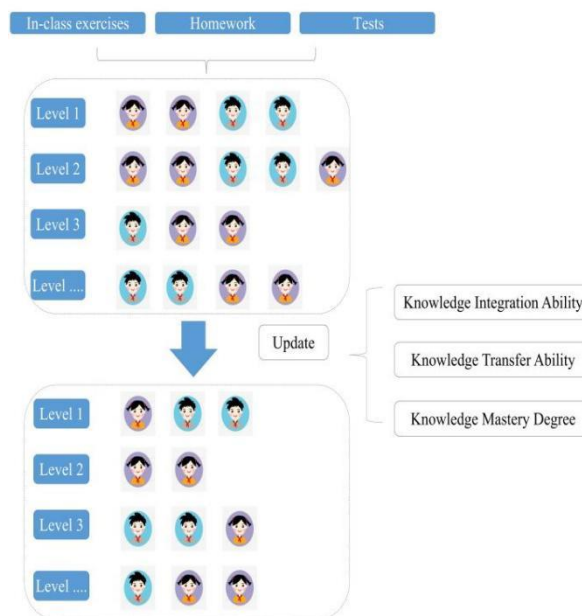 In-class exercises
Homework
Tests
Level 1
Level 2
Level 3
Level ....
Update
Knowledge Integration Ability
Knowledge Transfer Ability
Knowledge Mastery Degree
Level 1
Level 2
Level 3
Level ....